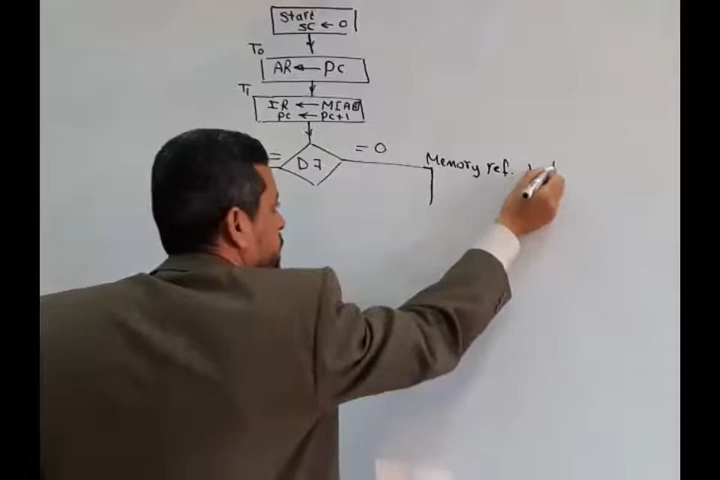 Start
SC ← 0
T0
AR ← PC
T1
IR ← M[AR]
PC ← PC+1
=
D7
= 0
Memory ref.